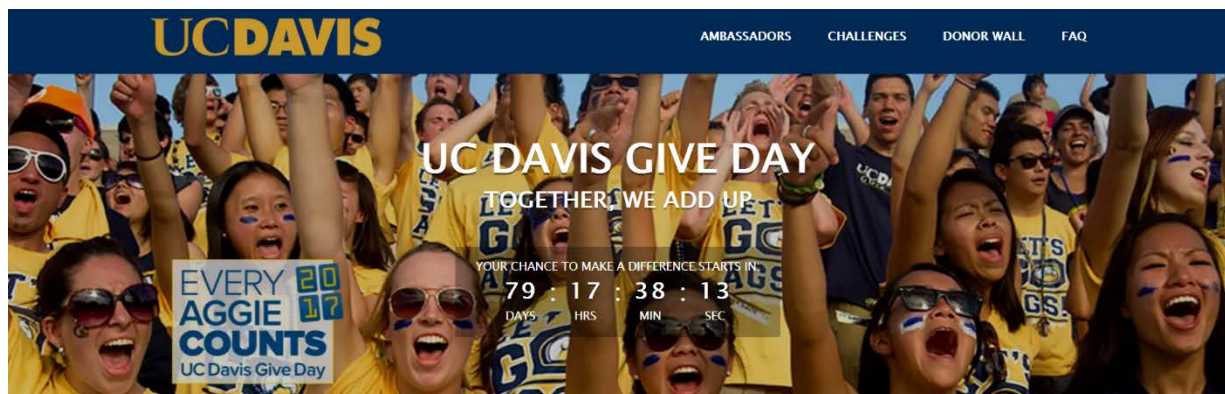 UCDAVIS
AMBASSADORS CHALLENGES DONOR WALL FAQ
UC DAVIS GIVE DAY
TOGETHER, WE ADD UP
YOUR CHANCE TO MAKE A DIFFERENCE STARTS IN:
79 : 17 : 38 : 13
DAYS HRS MIN SEC
EVERY 20
AGGIE 17
COUNTS
UC Davis Give Day